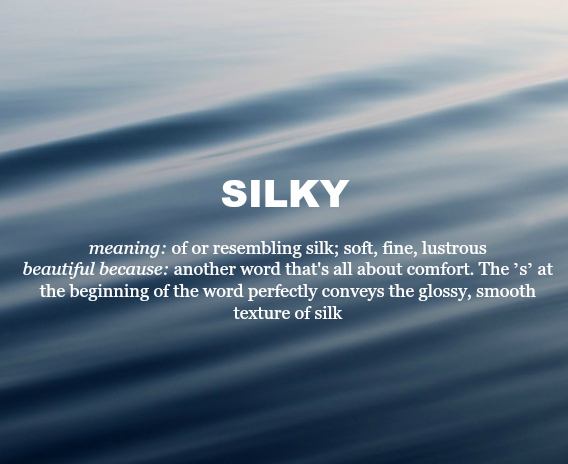 SILKY
meaning: of or resembling silk; soft, fine, lustrous
beautiful because: another word that's all about comfort. The ’s’ at
the beginning of the word perfectly conveys the glossy, smooth
texture of silk